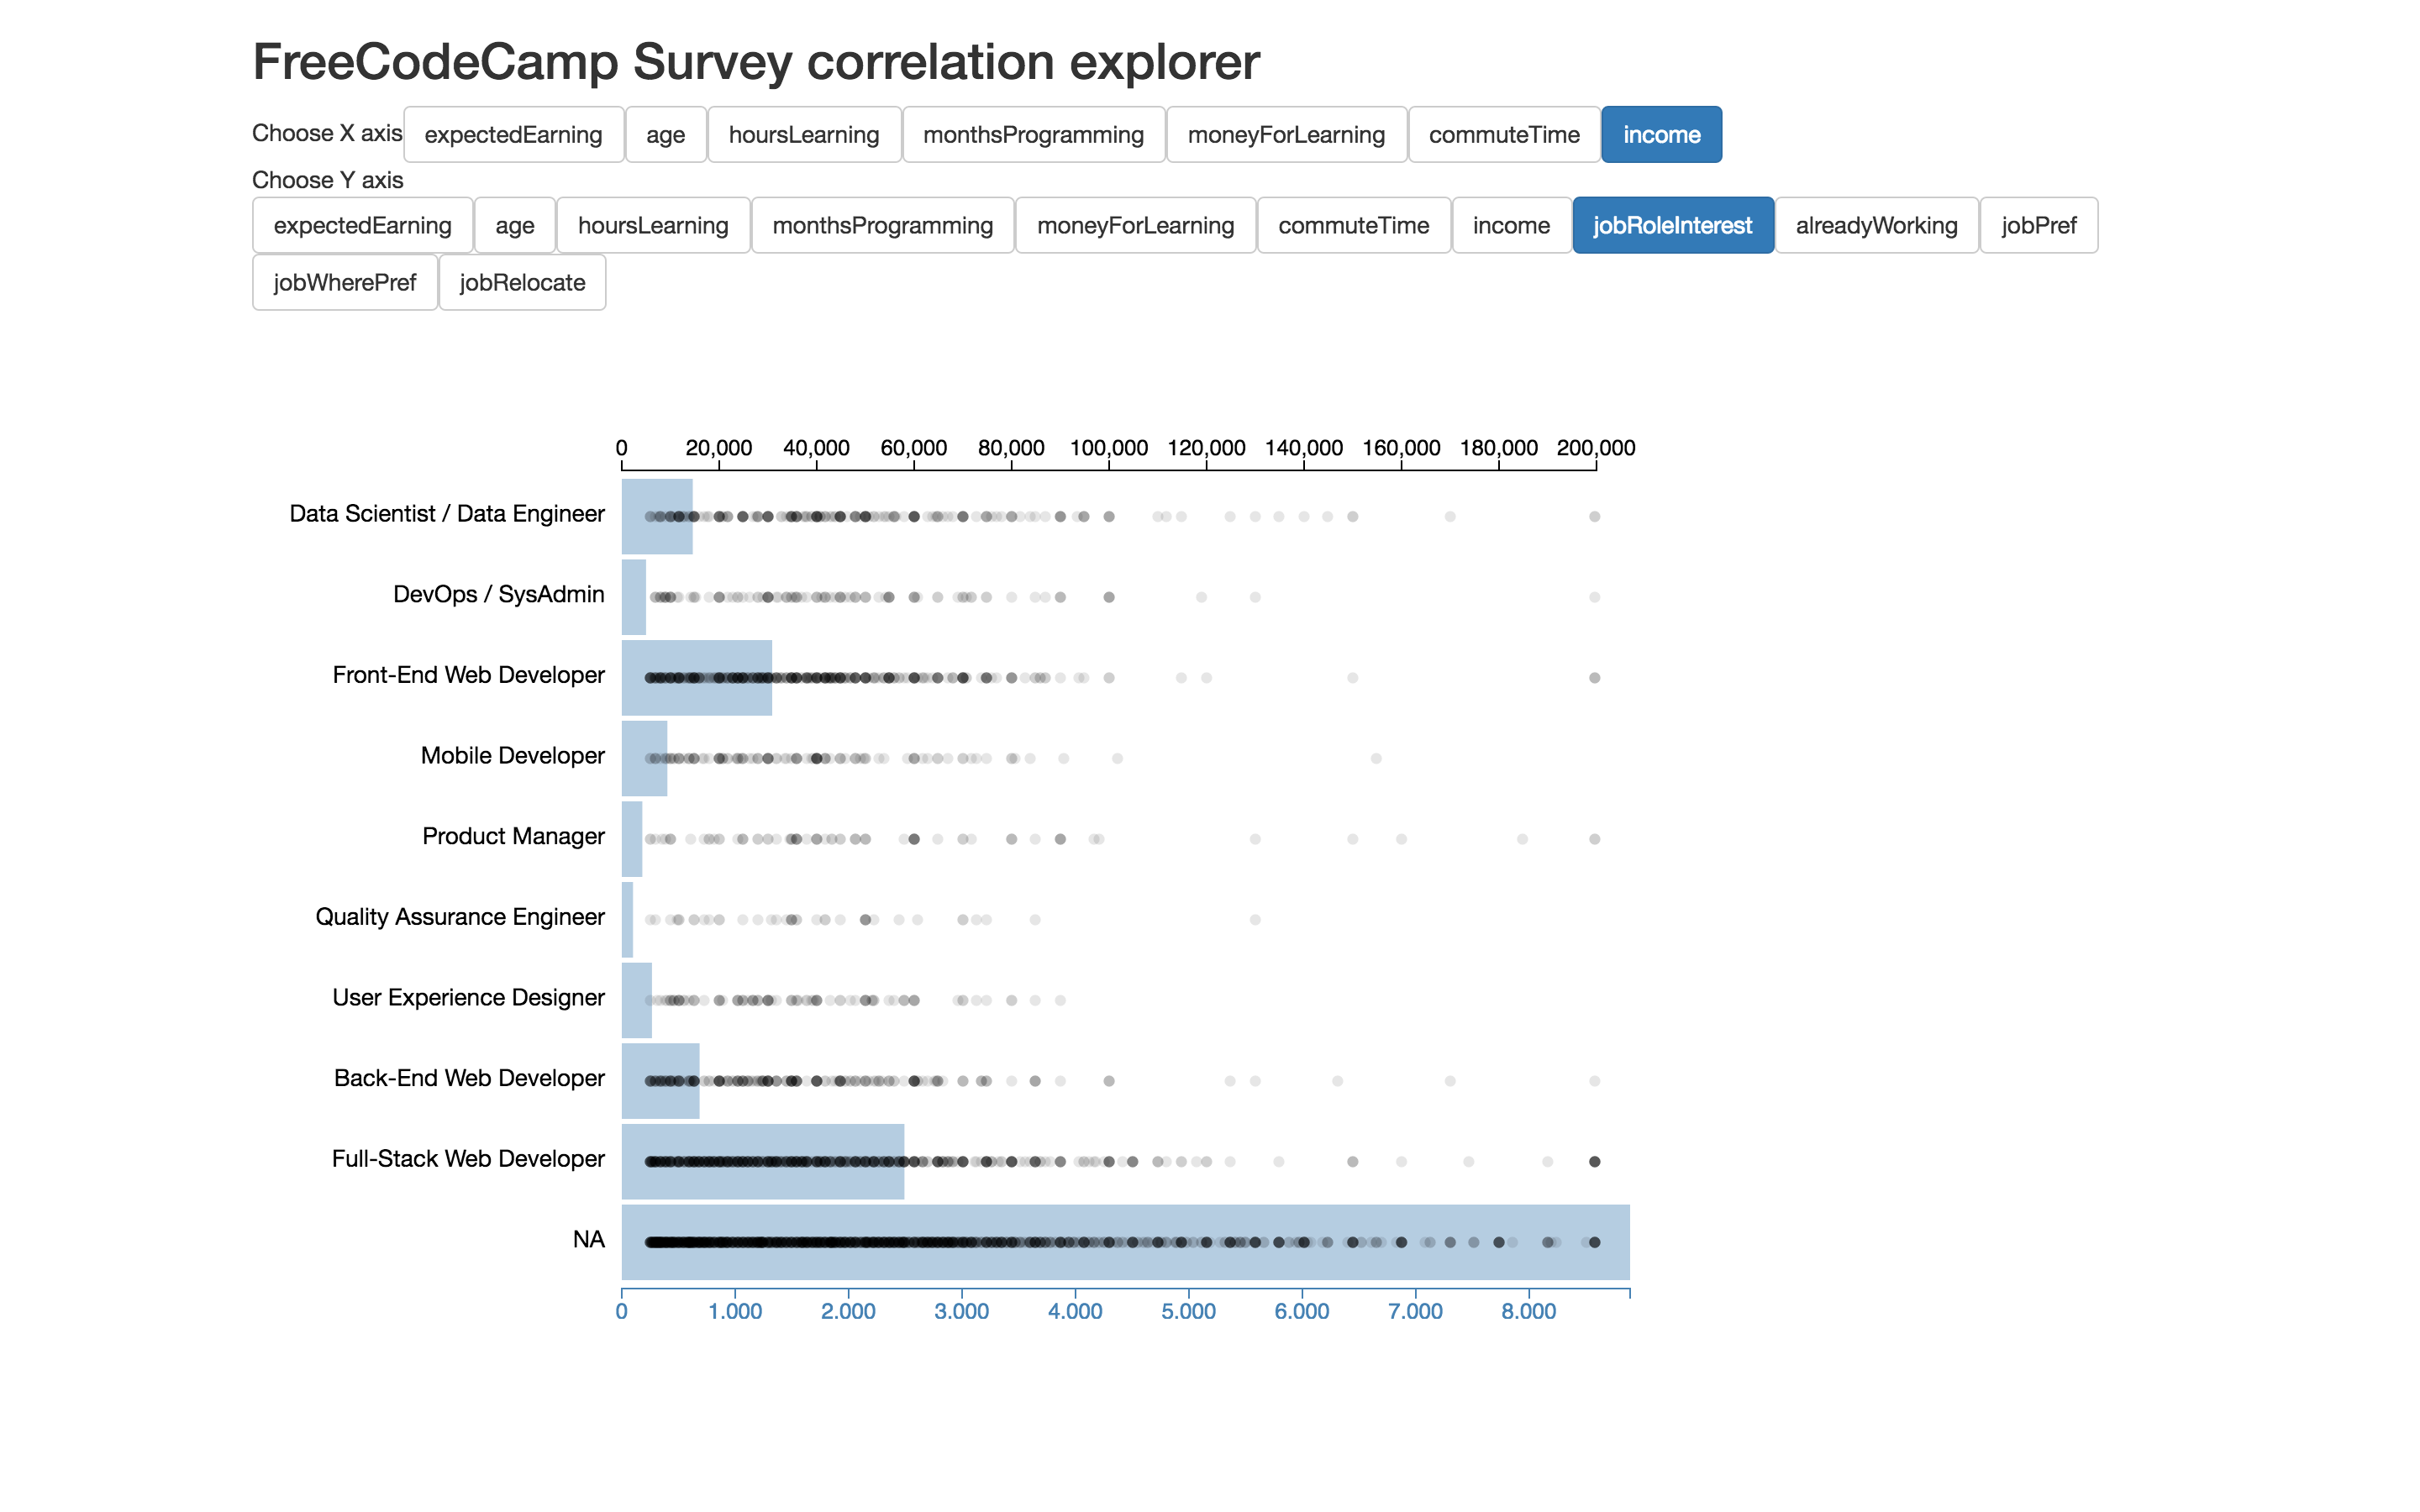 FreeCodeCamp Survey correlation explorer
Choose X axis expectedEarning age hoursLearning monthsProgramming moneyForLearning commuteTime income
Choose Y axis
expectedEarning age hoursLearning monthsProgramming moneyForLearning commuteTime income jobRoleInterest alreadyWorking jobPref
jobWherePref jobRelocate
0 20,000 40,000 60,000 80,000 100,000 120,000 140,000 160,000 180,000 200,000
Data Scientist / Data Engineer
DevOps / SysAdmin
Front-End Web Developer
Mobile Developer
Product Manager
Quality Assurance Engineer
User Experience Designer
Back-End Web Developer
Full-Stack Web Developer
NA
0 1.000 2.000 3.000 4.000 5.000 6.000 7.000 8.000